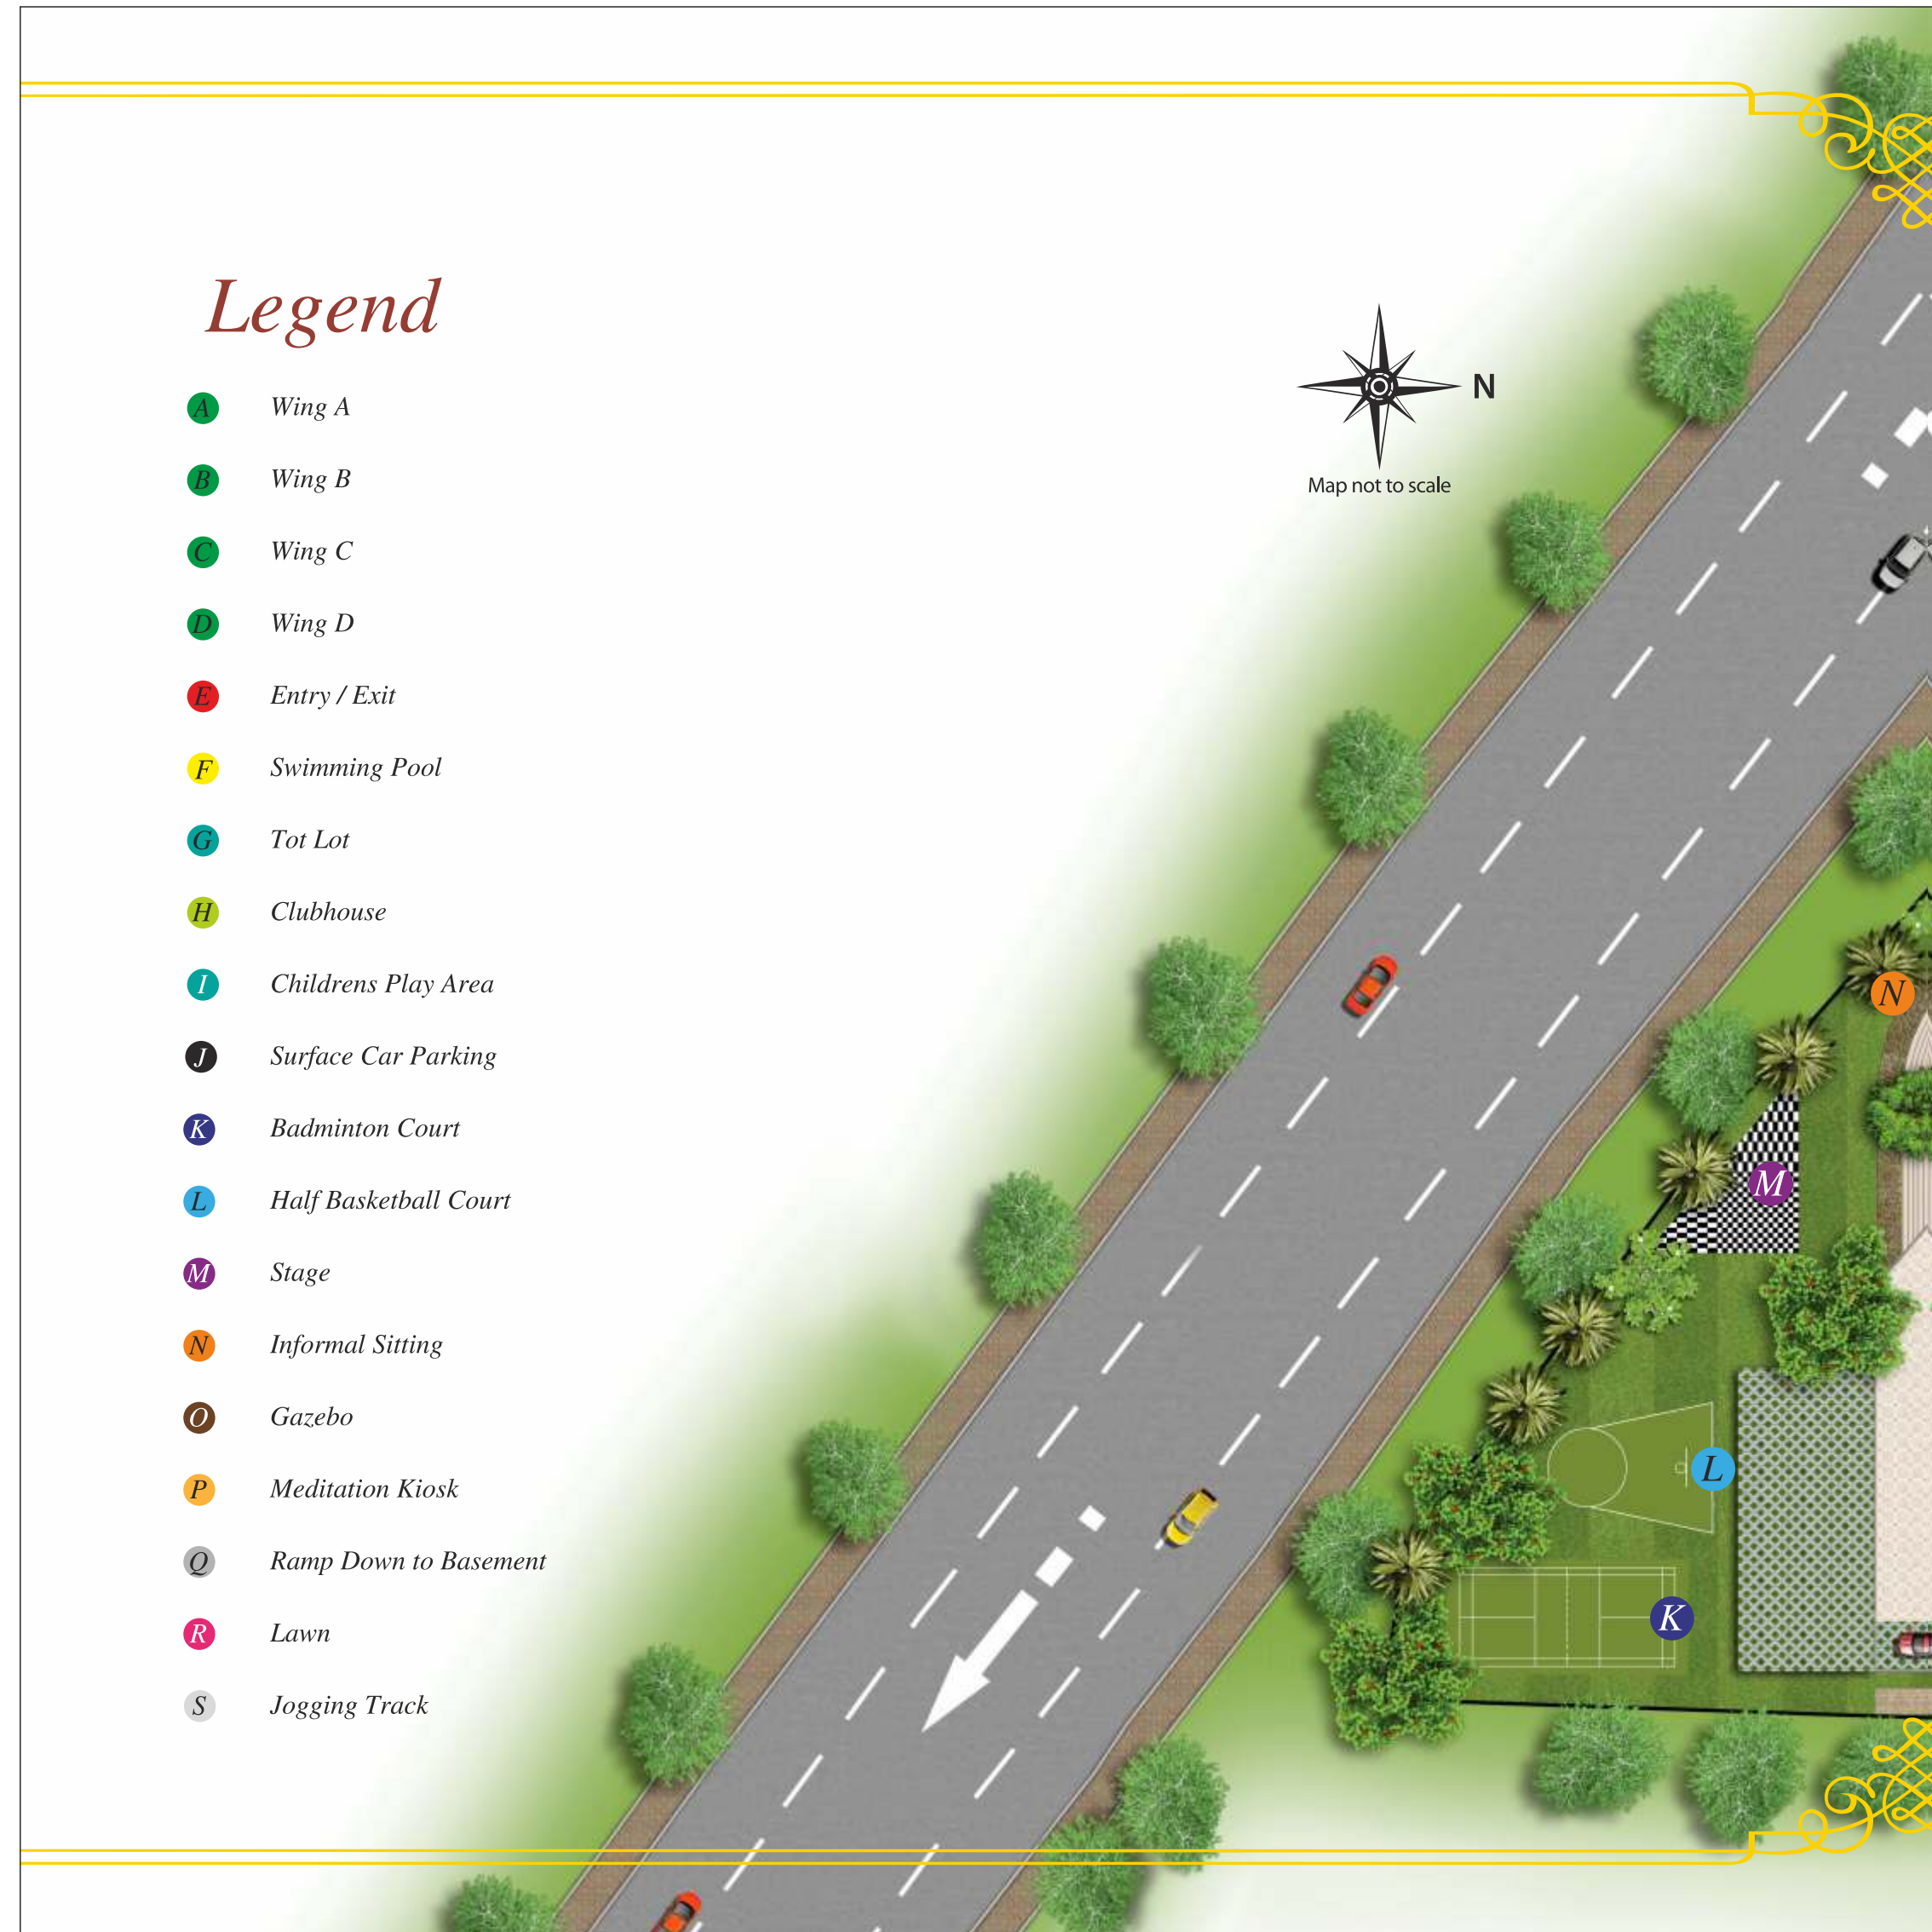 Legend
A Wing A
B Wing B
C Wing C
D Wing D
E Entry / Exit
F Swimming Pool
G Tot Lot
H Clubhouse
I Childrens Play Area
J Surface Car Parking
K Badminton Court
L Half Basketball Court
M Stage
N Informal Sitting
O Gazebo
P Meditation Kiosk
Q Ramp Down to Basement
R Lawn
S Jogging Track
N
Map not to scale
N
M
L
K